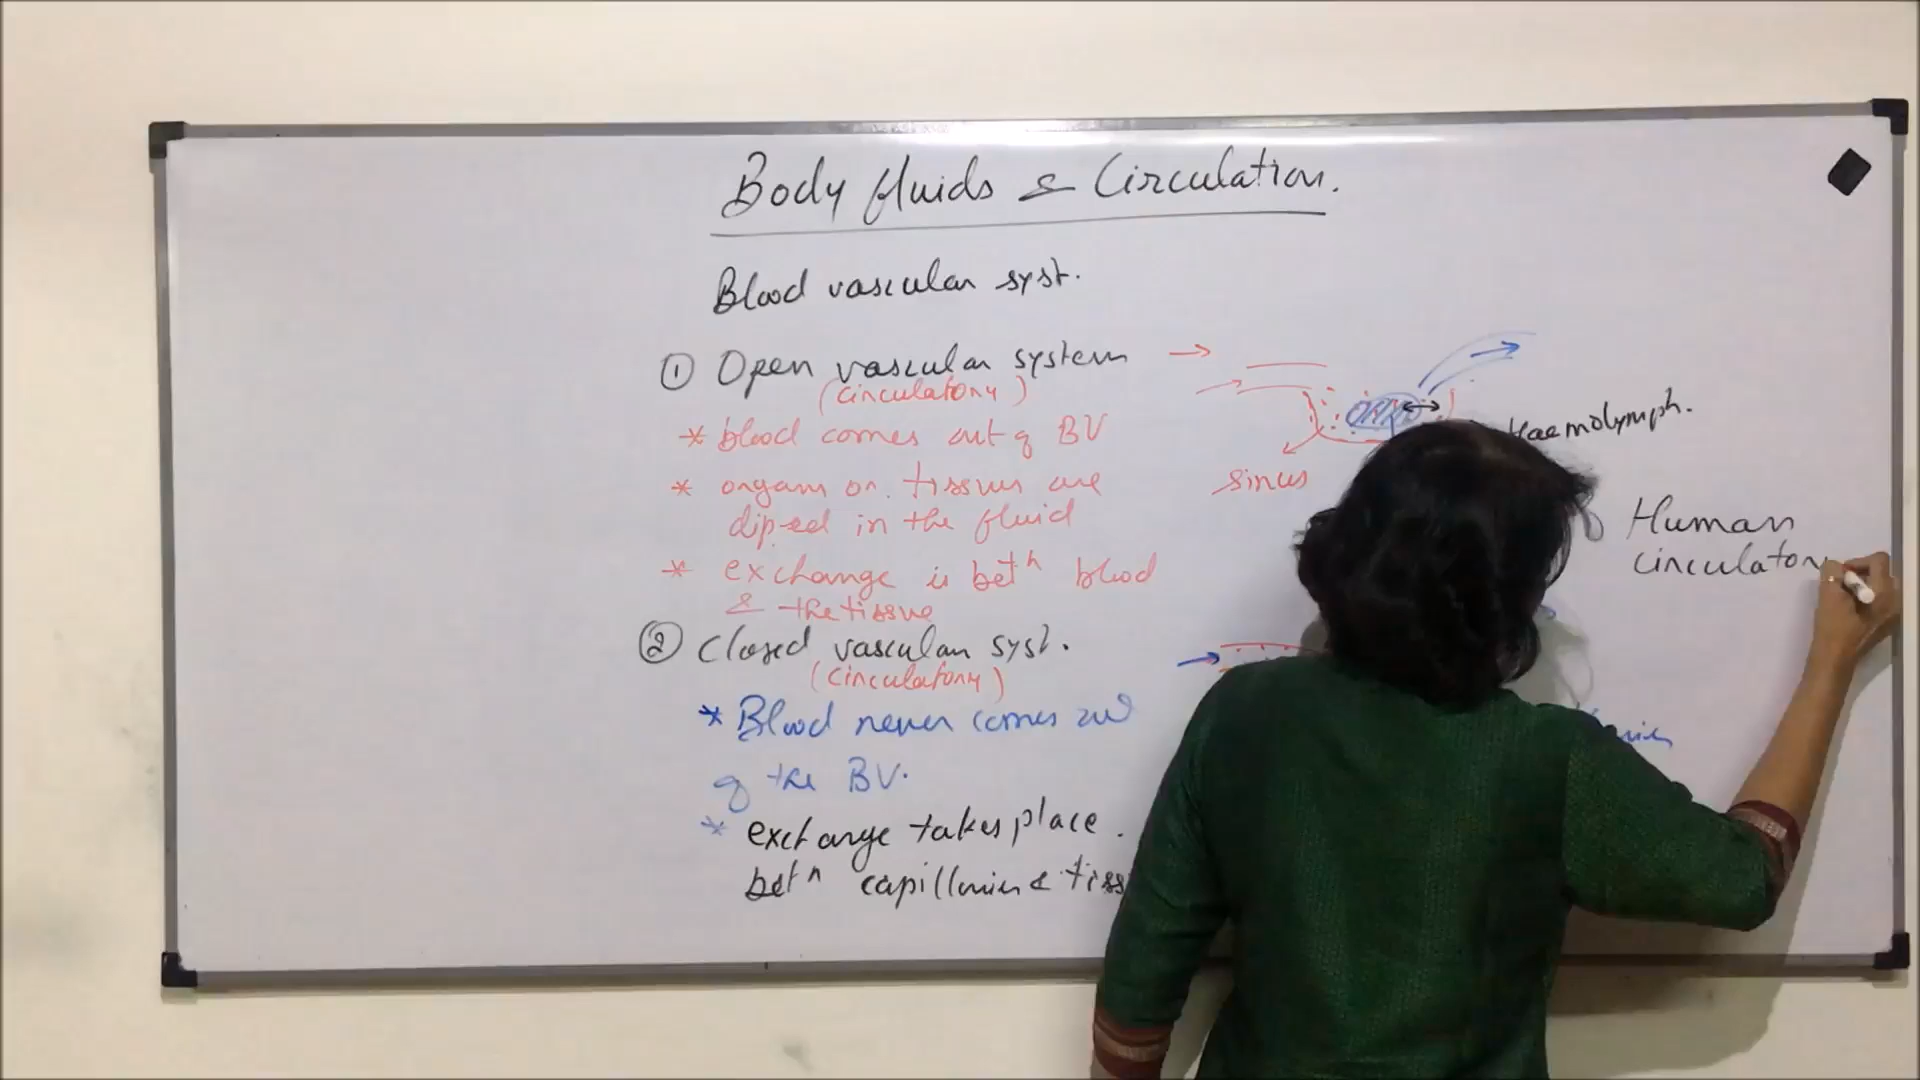 Body fluids & Circulation.
Blood vascular syst.
① Open vascular system →
(circulatory)
* blood comes out of BV
* organs or tissues are
dipped in the fluid
* exchange is betⁿ blood
& the tissue
② Closed vascular syst.
(circulatory)
* Blood never comes out
of the BV.
* exchange takes place.
betⁿ capillaries & tiss
Haemolymph.
sinus
Human
circulatory